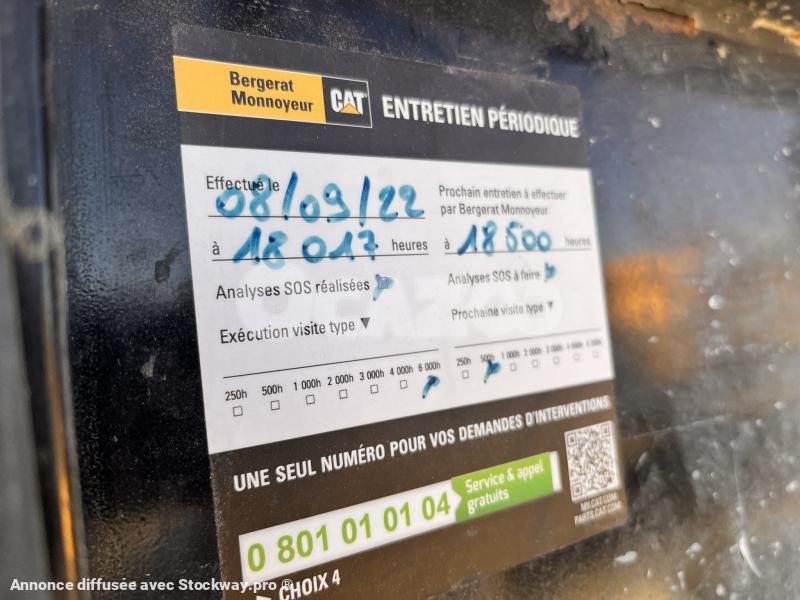 Bergerat
Monnoyeur
CAT
ENTRETIEN PÉRIODIQUE
Effectué le
08/09/22
à 18 017 heures
Prochain entretien à effectuer
par Bergerat Monnoyeur
à 18 500 heures
Analyses SOS réalisées
Analyses SOS à faire
Exécution visite type ▼
Prochaine visite type ▼
250h 500h 1 000h 2 000h 3 000h 4 000h 6 000h
250h 500h 1 000h 2 000h 3 000h 4 000h 6 000h
UNE SEUL NUMÉRO POUR VOS DEMANDES D'INTERVENTIONS
0 801 01 01 04
Service & appel
gratuits
MY.CAT.COM
PARTS.CAT.COM
CHOIX 4
Annonce diffusée avec Stockway.pro ®